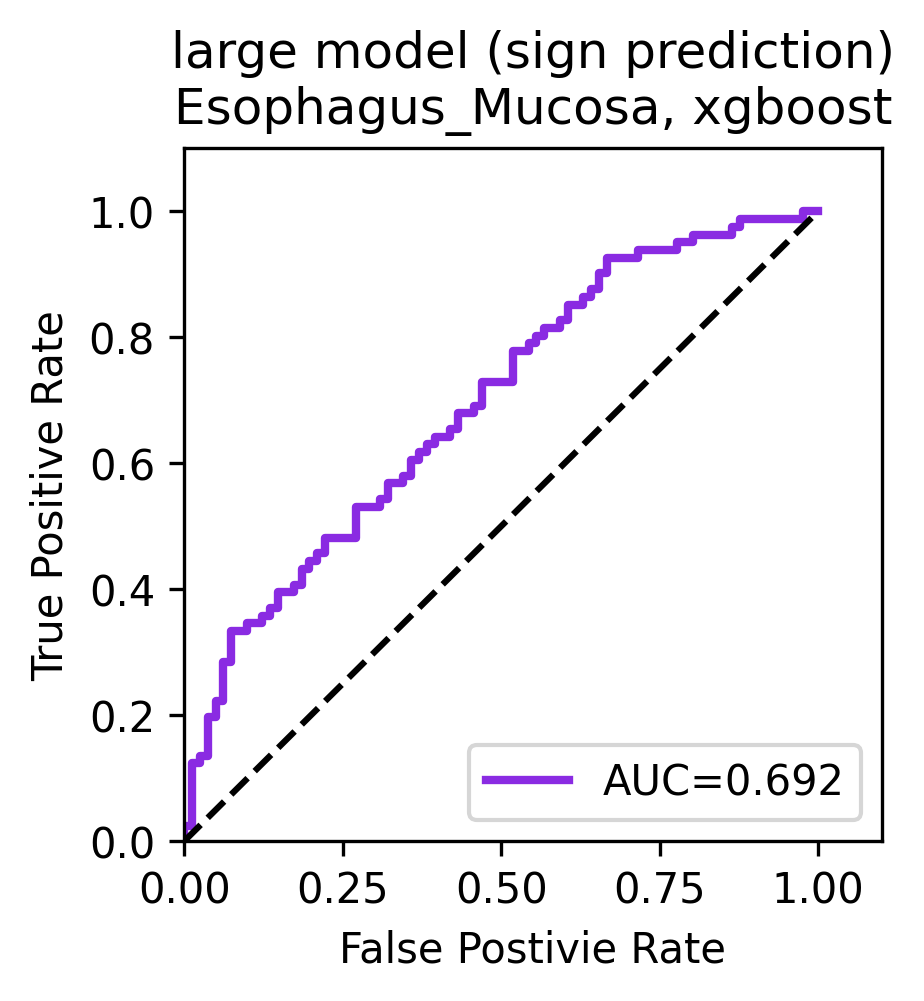 large model (sign prediction)
Esophagus_Mucosa, xgboost
1.0
0.8
0.6
0.4
0.2
0.0
True Positive Rate
AUC=0.692
0.00 0.25 0.50 0.75 1.00
False Postivie Rate